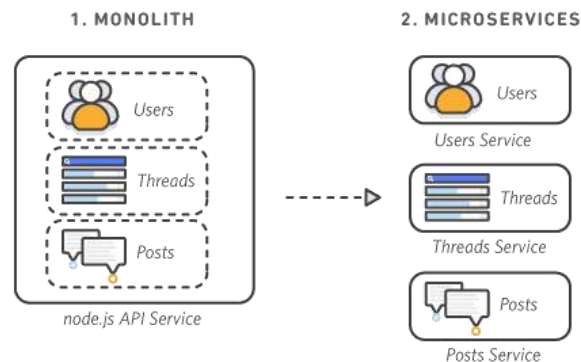 1. MONOLITH
Users
Threads
Posts
node.js API Service
2. MICROSERVICES
Users
Users Service
Threads
Threads Service
Posts
Posts Service